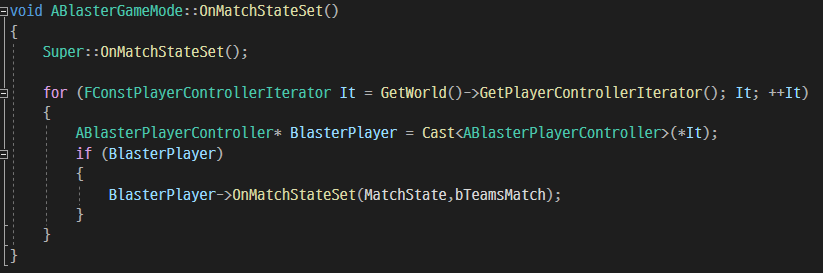 void ABlasterGameMode::OnMatchStateSet()
{
    Super::OnMatchStateSet();

    for (FConstPlayerControllerIterator It = GetWorld()->GetPlayerControllerIterator(); It; ++It)
    {
        ABlasterPlayerController* BlasterPlayer = Cast<ABlasterPlayerController>(*It);
        if (BlasterPlayer)
        {
            BlasterPlayer->OnMatchStateSet(MatchState,bTeamsMatch);
        }
    }
}